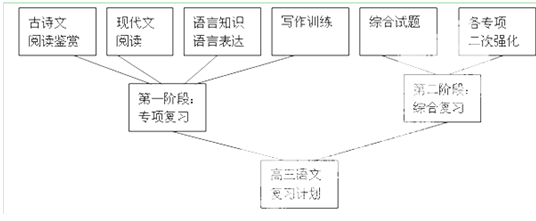 古诗文
阅读鉴赏
现代文
阅读
语言知识
语言表达
写作训练
综合试题
各专项
二次强化
第一阶段：
专项复习
第二阶段：
综合复习
高三语文
复习计划